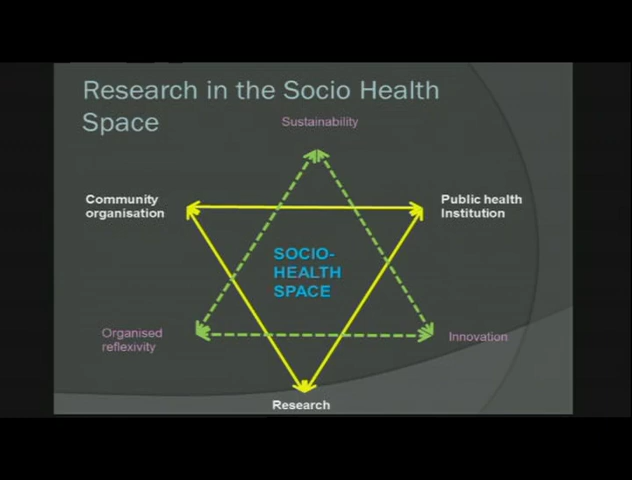 Research in the Socio Health
Space
Sustainability
Community
organisation
Public health
Institution
SOCIO-
HEALTH
SPACE
Organised
reflexivity
Innovation
Research